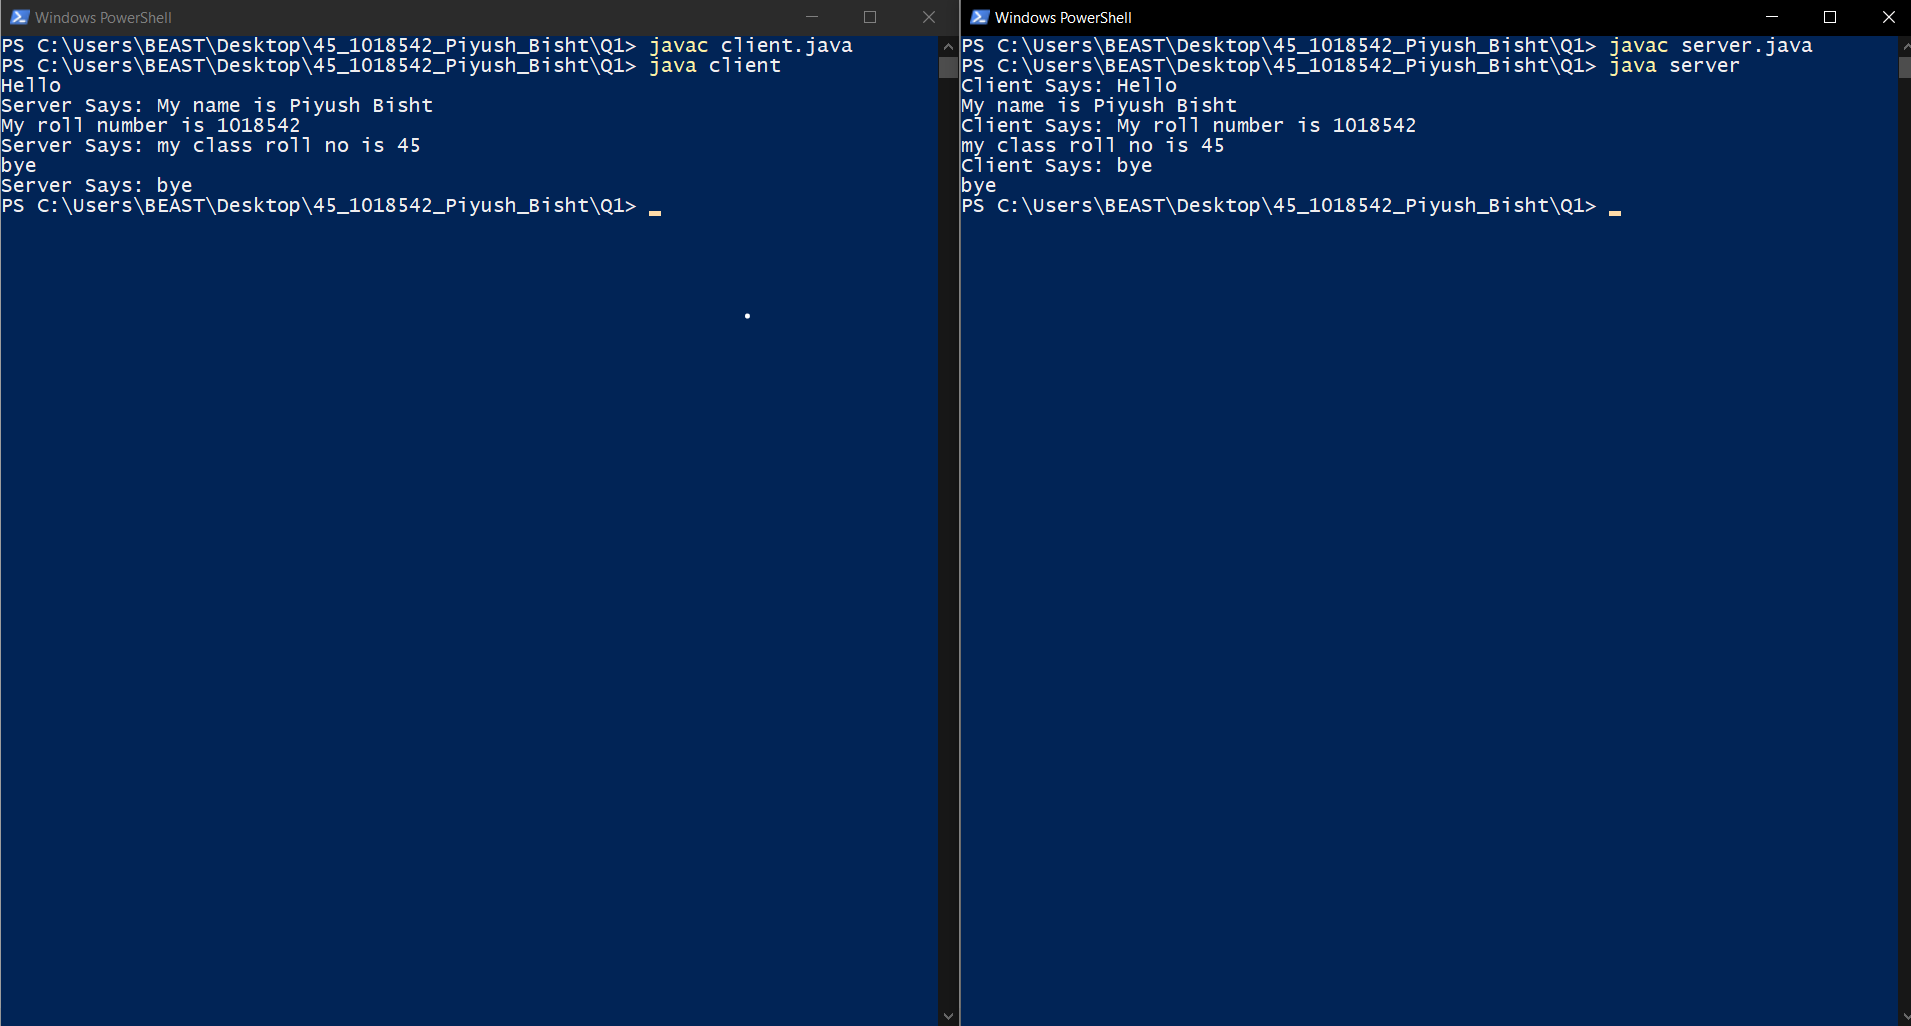 Windows PowerShell
PS C:\Users\BEAST\Desktop\45_1018542_Piyush_Bisht\Q1> javac client.java
PS C:\Users\BEAST\Desktop\45_1018542_Piyush_Bisht\Q1> java client
Hello
Server Says: My name is Piyush Bisht
My roll number is 1018542
Server Says: my class roll no is 45
bye
Server Says: bye
PS C:\Users\BEAST\Desktop\45_1018542_Piyush_Bisht\Q1>
Windows PowerShell
PS C:\Users\BEAST\Desktop\45_1018542_Piyush_Bisht\Q1> javac server.java
PS C:\Users\BEAST\Desktop\45_1018542_Piyush_Bisht\Q1> java server
Client Says: Hello
My name is Piyush Bisht
Client Says: My roll number is 1018542
my class roll no is 45
Client Says: bye
bye
PS C:\Users\BEAST\Desktop\45_1018542_Piyush_Bisht\Q1>